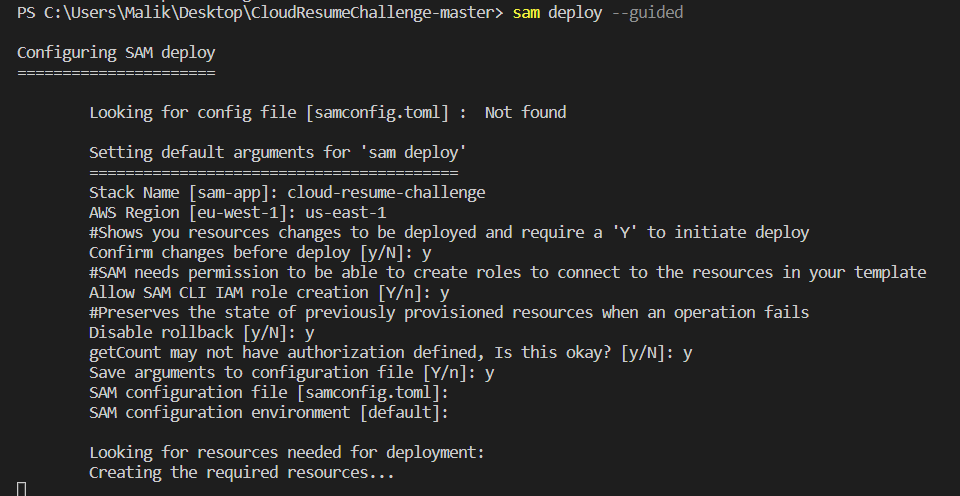 PS C:\Users\Malik\Desktop\CloudResumeChallenge-master> sam deploy --guided
Configuring SAM deploy
======================
Looking for config file [samconfig.toml] :  Not found
Setting default arguments for 'sam deploy'
=========================================
Stack Name [sam-app]: cloud-resume-challenge
AWS Region [eu-west-1]: us-east-1
#Shows you resources changes to be deployed and require a 'Y' to initiate deploy
Confirm changes before deploy [y/N]: y
#SAM needs permission to be able to create roles to connect to the resources in your template
Allow SAM CLI IAM role creation [Y/n]: y
#Preserves the state of previously provisioned resources when an operation fails
Disable rollback [y/N]: y
getCount may not have authorization defined, Is this okay? [y/N]: y
Save arguments to configuration file [Y/n]: y
SAM configuration file [samconfig.toml]:
SAM configuration environment [default]:
Looking for resources needed for deployment:
Creating the required resources...